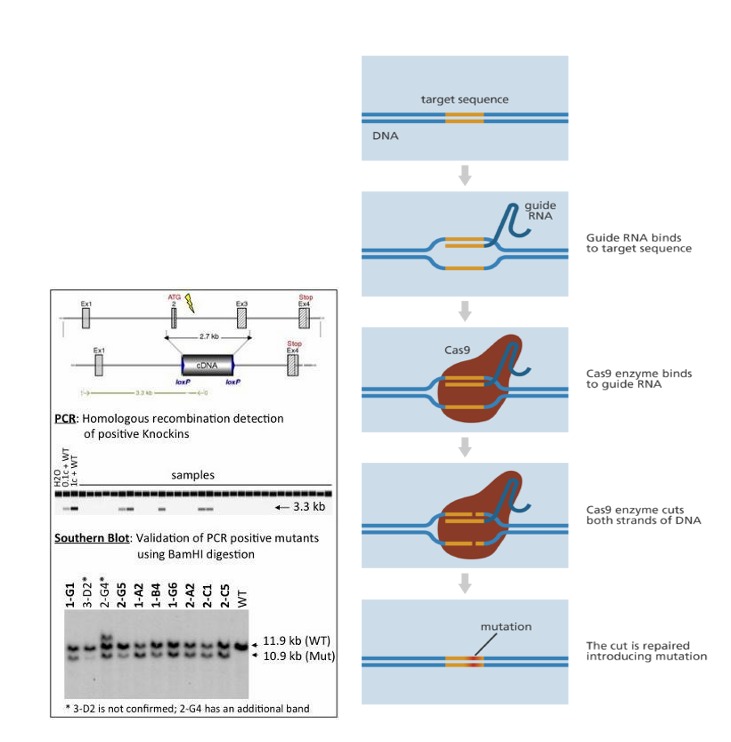 target sequence
DNA
guide
RNA
Guide RNA binds
to target sequence
Cas9
Cas9 enzyme binds
to guide RNA
Cas9 enzyme cuts
both strands of DNA
mutation
The cut is repaired
introducing mutation
ATG
Stop
Ex1
2
Ex3
Ex4
2.7 kb
Stop
Ex1
Ex4
cDNA
loxP
loxP
3.3 kb
PCR: Homologous recombination detection
of positive Knockins
H2O
0.1c + WT
1c + WT
samples
3.3 kb
Southern Blot: Validation of PCR positive mutants
using BamHI digestion
1-G1
3-D2*
2-G4*
2-G5
1-A2
1-B4
1-G6
2-A2
2-C1
2-C5
WT
11.9 kb (WT)
10.9 kb (Mut)
* 3-D2 is not confirmed; 2-G4 has an additional band